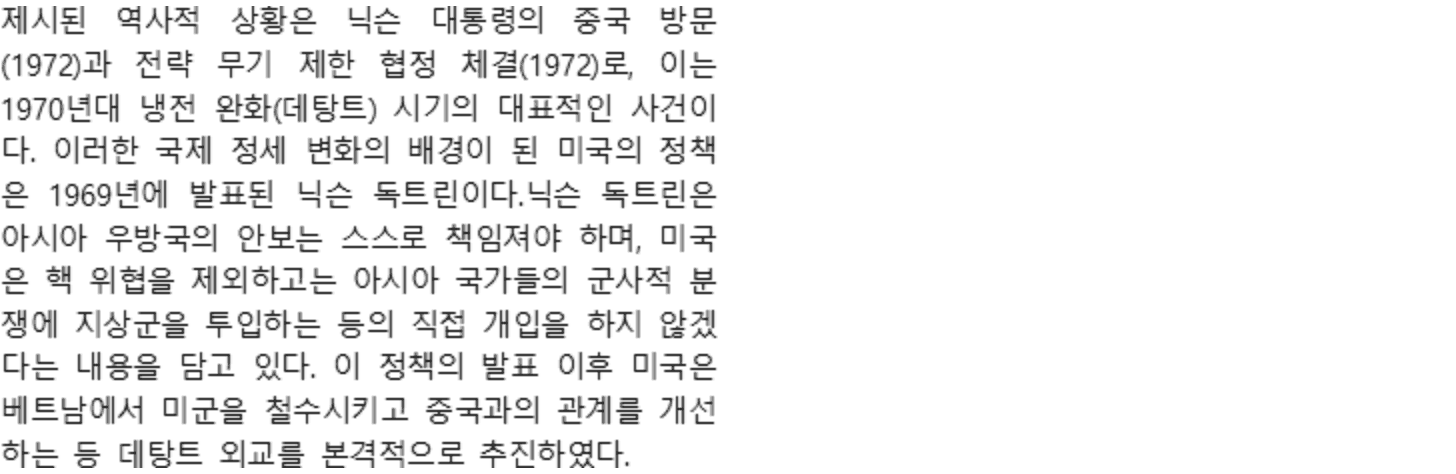 제시된 역사적 상황은 닉슨 대통령의 중국 방문
(1972)과 전략 무기 제한 협정 체결(1972)로, 이는
1970년대 냉전 완화(데탕트) 시기의 대표적인 사건이
다. 이러한 국제 정세 변화의 배경이 된 미국의 정책
은 1969년에 발표된 닉슨 독트린이다.닉슨 독트린은
아시아 우방국의 안보는 스스로 책임져야 하며, 미국
은 핵 위협을 제외하고는 아시아 국가들의 군사적 분
쟁에 지상군을 투입하는 등의 직접 개입을 하지 않겠
다는 내용을 담고 있다. 이 정책의 발표 이후 미국은
베트남에서 미군을 철수시키고 중국과의 관계를 개선
하는 등 데탕트 외교를 본격적으로 추진하였다.